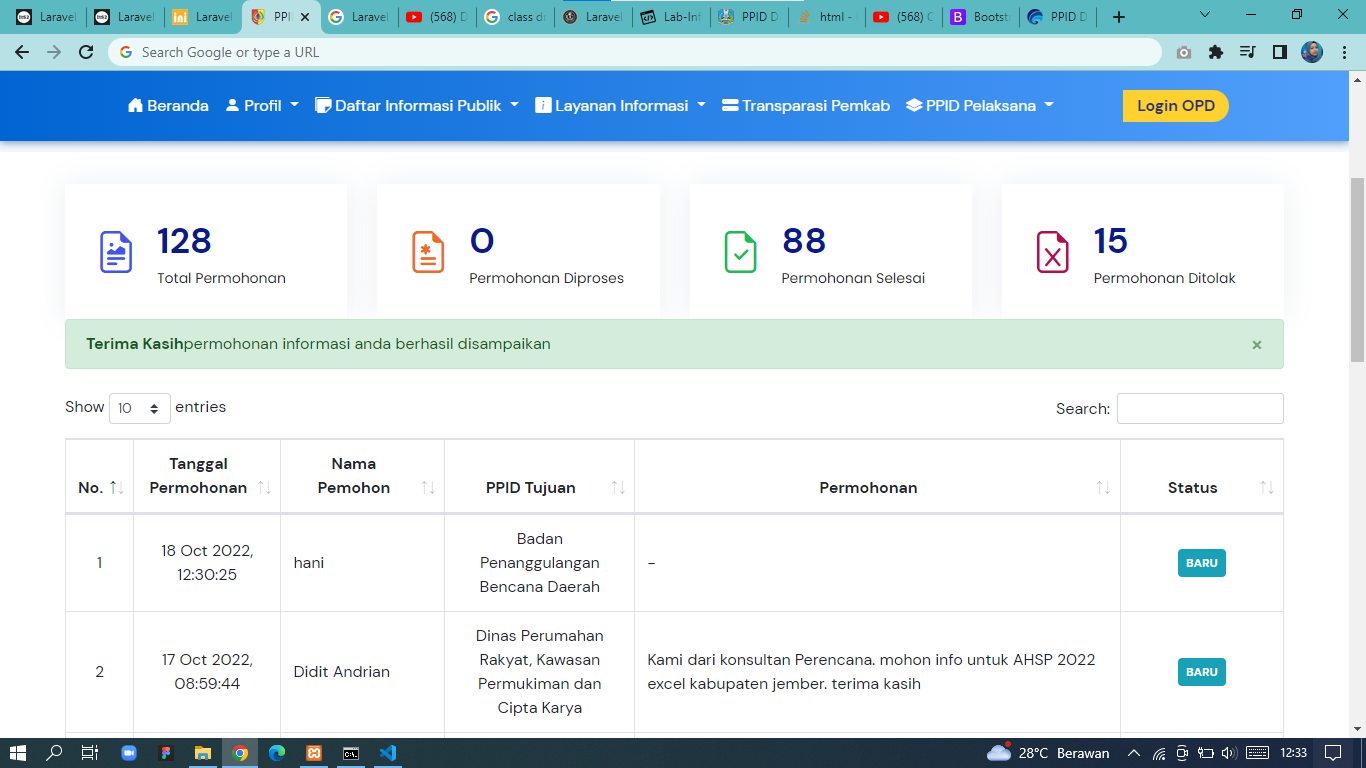 Laravel
Laravel
Laravel
PPI
Laravel
(568) D
class di
Laravel
Lab-Inf
PPID D
html -
(568) C
Bootst
PPID D
Search Google or type a URL
Beranda
Profil
Daftar Informasi Publik
Layanan Informasi
Transparasi Pemkab
PPID Pelaksana
Login OPD
128
Total Permohonan
0
Permohonan Diproses
88
Permohonan Selesai
15
Permohonan Ditolak
Terima Kasihpermohonan informasi anda berhasil disampaikan ×
Show 10 entries
Search:
No.
Tanggal
Permohonan
Nama
Pemohon
PPID Tujuan
Permohonan
Status
1
18 Oct 2022,
12:30:25
hani
Badan
Penanggulangan
Bencana Daerah
-
BARU
2
17 Oct 2022,
08:59:44
Didit Andrian
Dinas Perumahan
Rakyat, Kawasan
Permukiman dan
Cipta Karya
Kami dari konsultan Perencana. mohon info untuk AHSP 2022
excel kabupaten jember. terima kasih
BARU
28°C Berawan
12:33